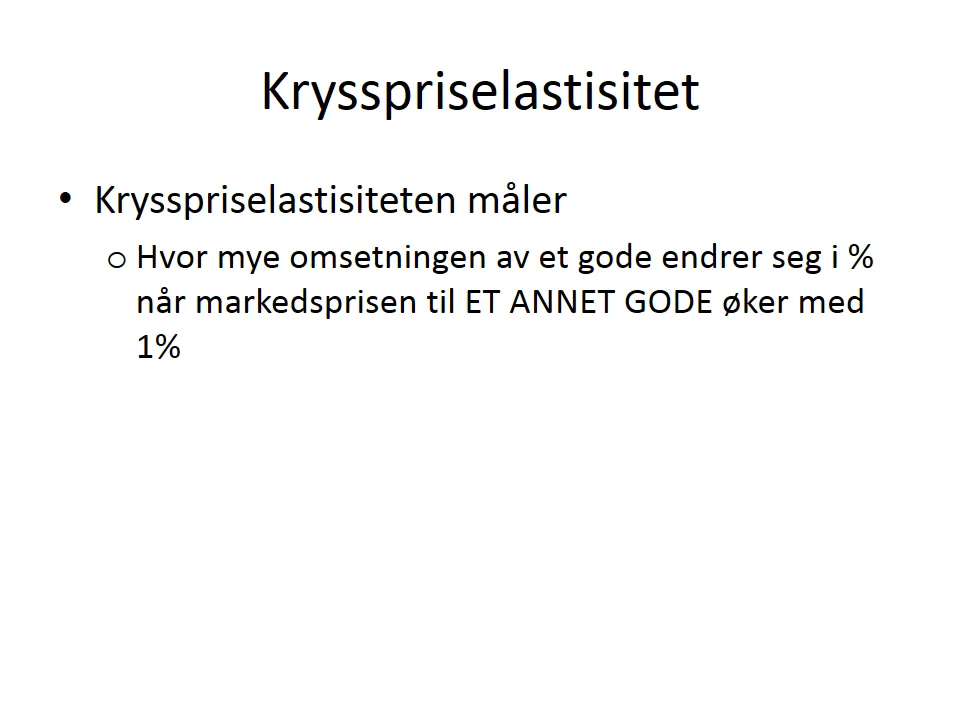 Krysspriselastisitet
• Krysspriselastisiteten måler
o Hvor mye omsetningen av et gode endrer seg i %
når markedsprisen til ET ANNET GODE øker med
1%